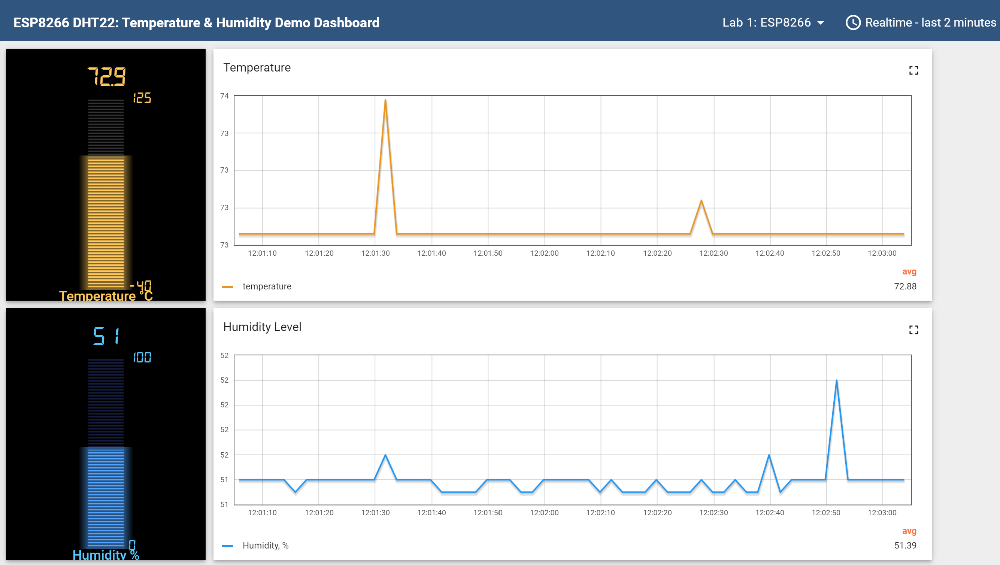 ESP8266 DHT22: Temperature & Humidity Demo Dashboard
Lab 1: ESP8266
Realtime - last 2 minutes
72.9
125
-40
Temperature °C
Temperature
74
73
73
73
73
12:01:10 12:01:20 12:01:30 12:01:40 12:01:50 12:02:00 12:02:10 12:02:20 12:02:30 12:02:40 12:02:50 12:03:00
avg
temperature 72.88
51
100
0
Humidity %
Humidity Level
52
52
52
52
52
51
51
12:01:10 12:01:20 12:01:30 12:01:40 12:01:50 12:02:00 12:02:10 12:02:20 12:02:30 12:02:40 12:02:50 12:03:00
avg
Humidity, % 51.39